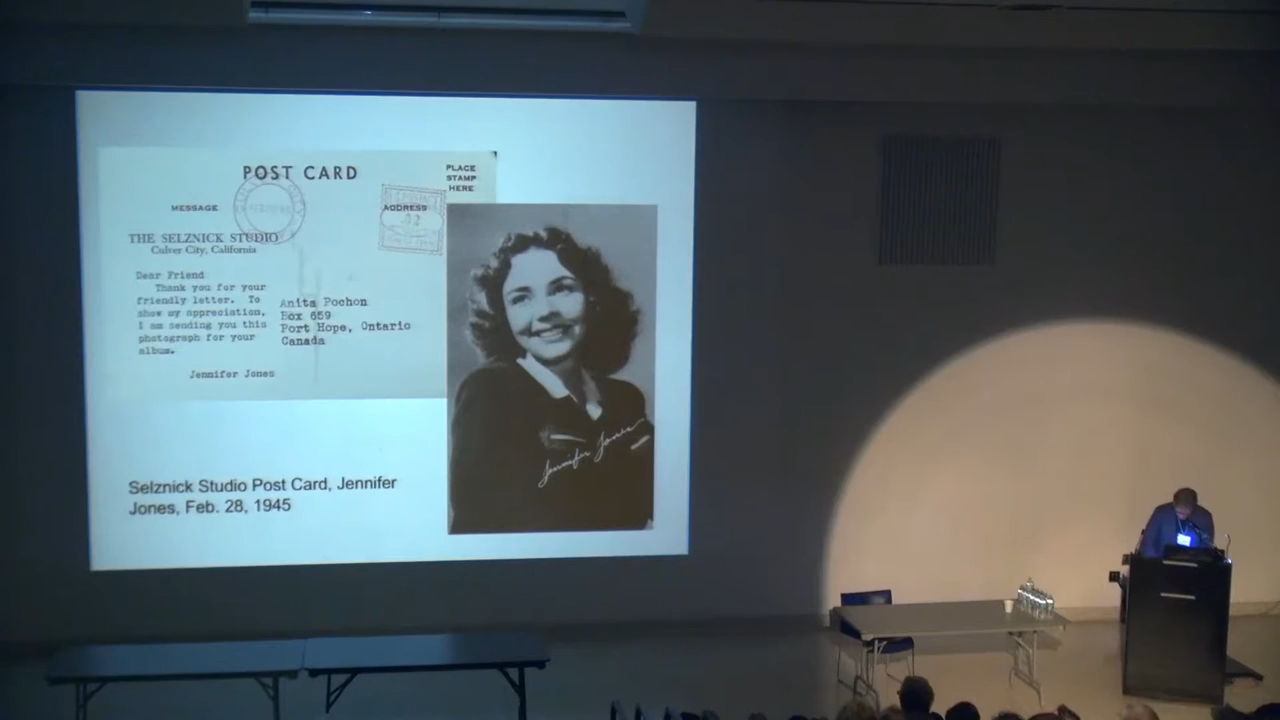 POST CARD
PLACE
STAMP
HERE
MESSAGE
ADDRESS
THE SELZNICK STUDIO
Culver City, California
Dear Friend
Thank you for your
friendly letter. To
show my appreciation,
I am sending you this
photograph for your
album.
Jennifer Jones
Anita Pochon
Box 659
Port Hope, Ontario
Canada
Jennifer Jones
Selznick Studio Post Card, Jennifer
Jones, Feb. 28, 1945